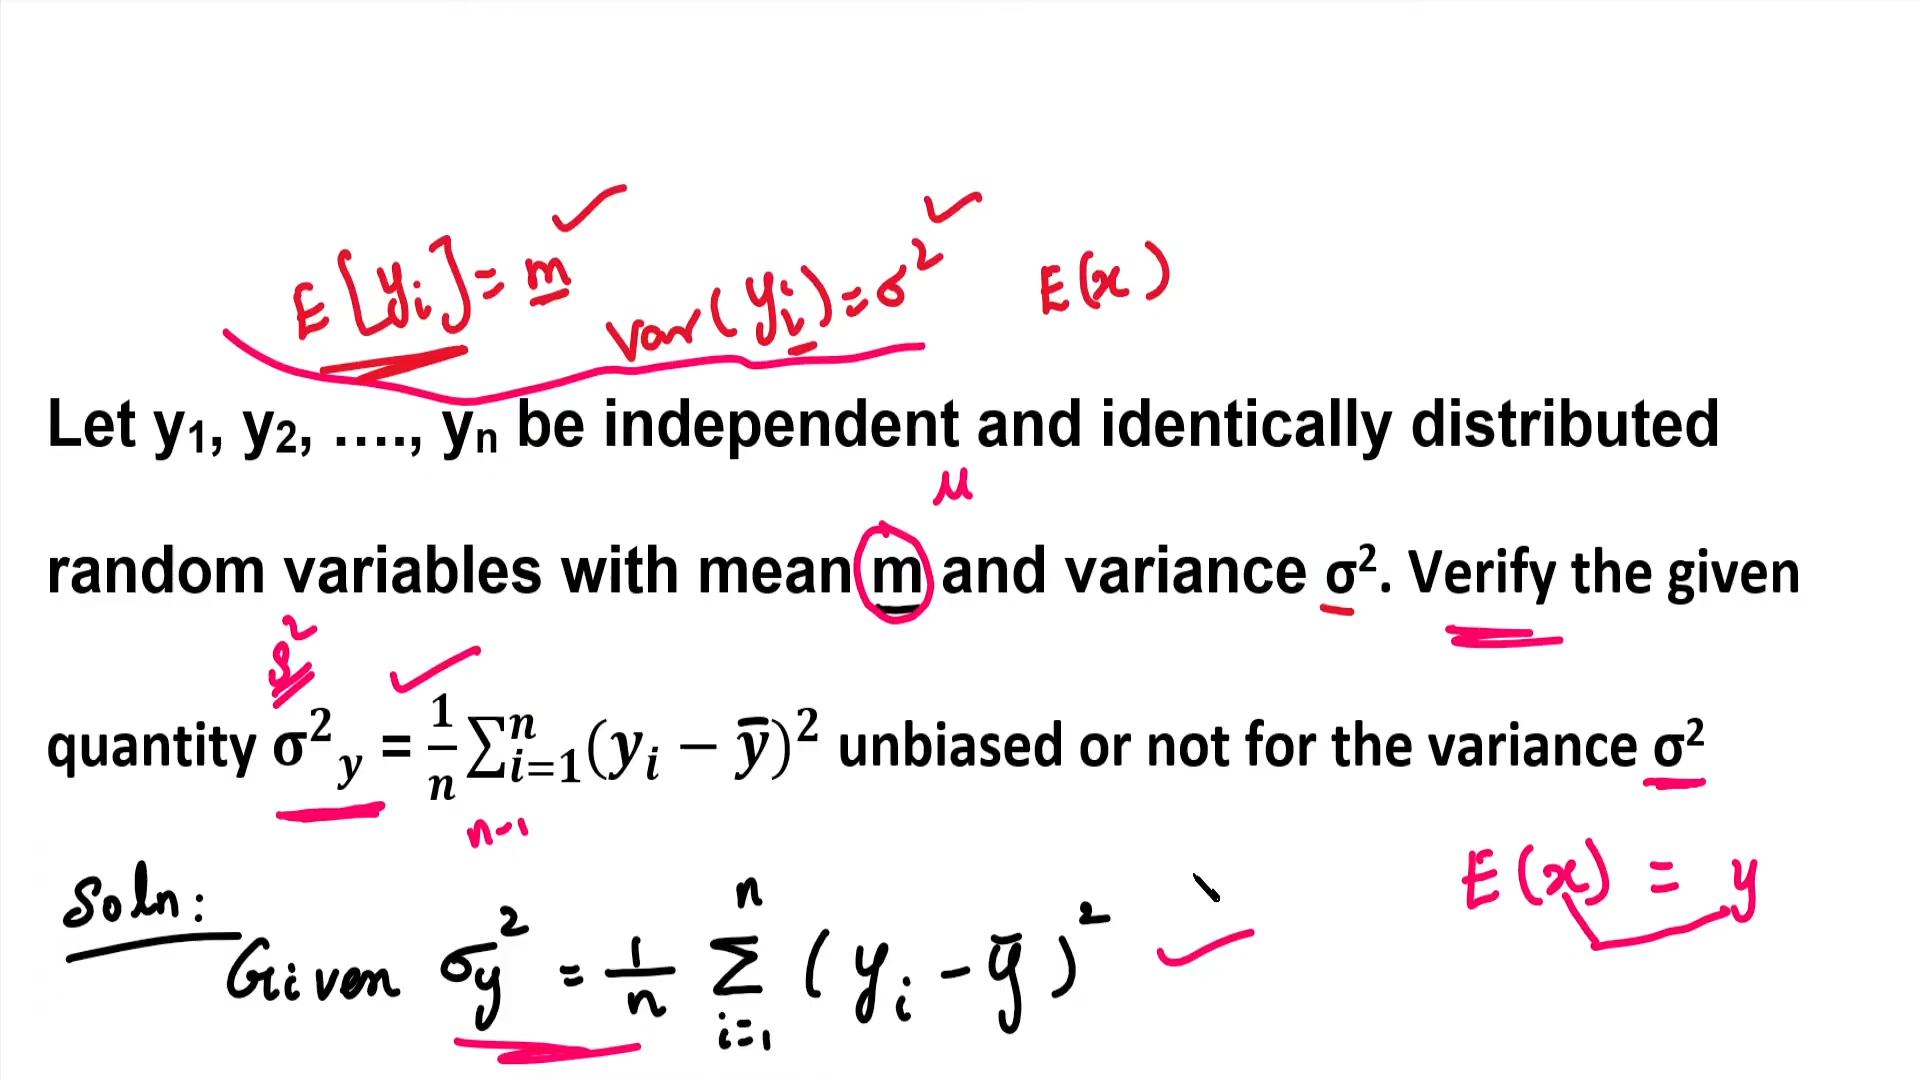 E[yᵢ] = m var(yᵢ) = σ² E(x)
Let y₁, y₂, …., yₙ be independent and identically distributed
μ
random variables with mean m and variance σ². Verify the given
s²
quantity σ²ᵧ = 1/n ∑ⁿᵢ₌₁(yᵢ − ȳ)² unbiased or not for the variance σ²
n-1
E(x) = y
Soln:
Given σy² = 1/n n∑i=1 (yᵢ - ȳ)²